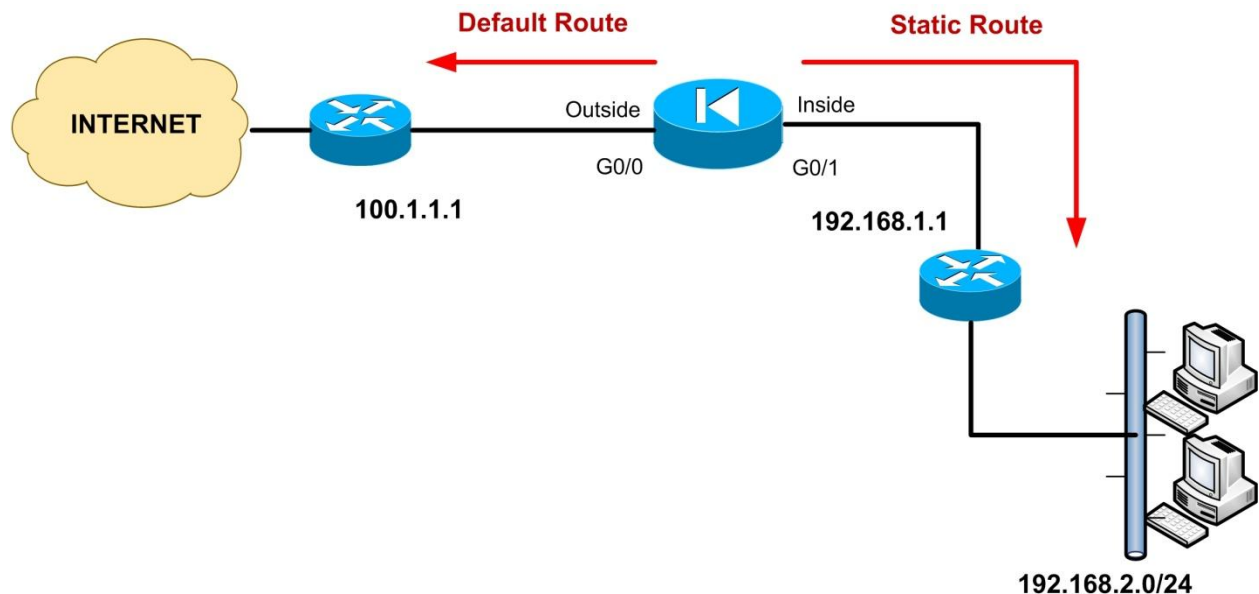 Default Route
Static Route
INTERNET
Outside
Inside
G0/0
G0/1
100.1.1.1
192.168.1.1
192.168.2.0/24